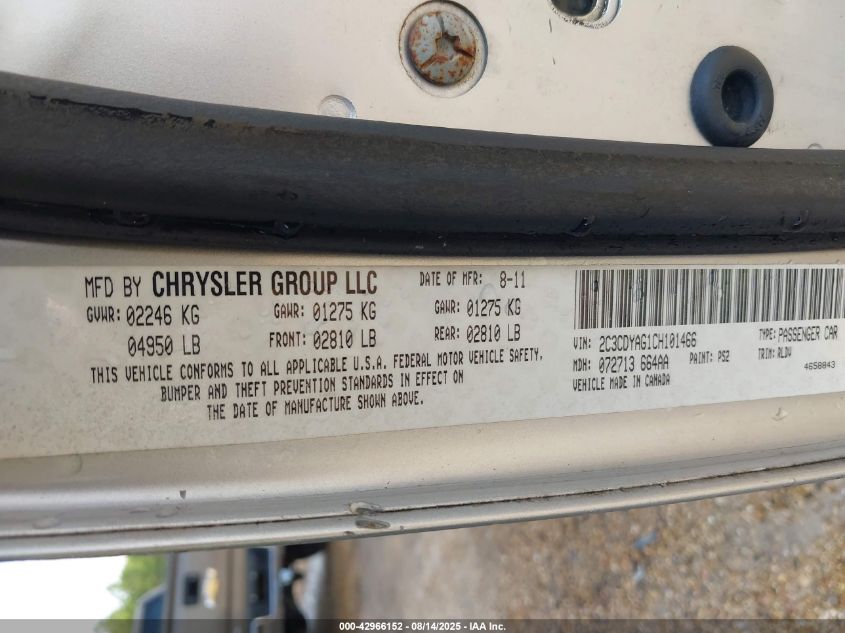 MFD BY CHRYSLER GROUP LLC DATE OF MFR: 8-11
GVWR: 02246 KG GAWR: 01275 KG GAWR: 01275 KG
04950 LB FRONT: 02810 LB REAR: 02810 LB
THIS VEHICLE CONFORMS TO ALL APPLICABLE U.S.A. FEDERAL MOTOR VEHICLE SAFETY,
BUMPER AND THEFT PREVENTION STANDARDS IN EFFECT ON
THE DATE OF MANUFACTURE SHOWN ABOVE.
VIN: 2C3CDYAG1CH101466 TYPE: PASSENGER CAR
MDH: 072713 664AA PAINT: PS2 TRIM: RLDV
VEHICLE MADE IN CANADA 4658843
000-42966152 - 08/14/2025 - IAA Inc.